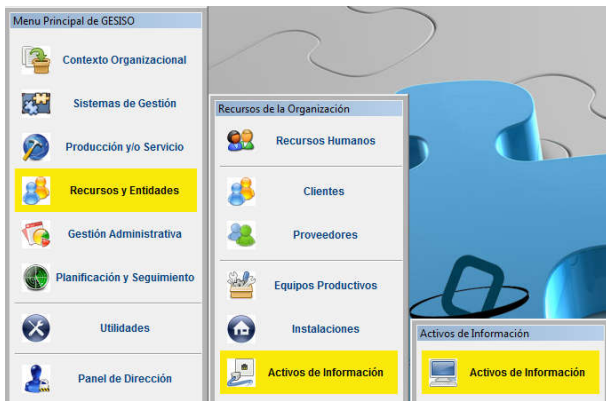 Menu Principal de GESISO
Contexto Organizacional
Sistemas de Gestión
Producción y/o Servicio
Recursos y Entidades
Gestión Administrativa
Planificación y Seguimiento
Utilidades
Panel de Dirección
Recursos de la Organización
Recursos Humanos
Clientes
Proveedores
Equipos Productivos
Instalaciones
Activos de Información
Activos de Información
Activos de Información